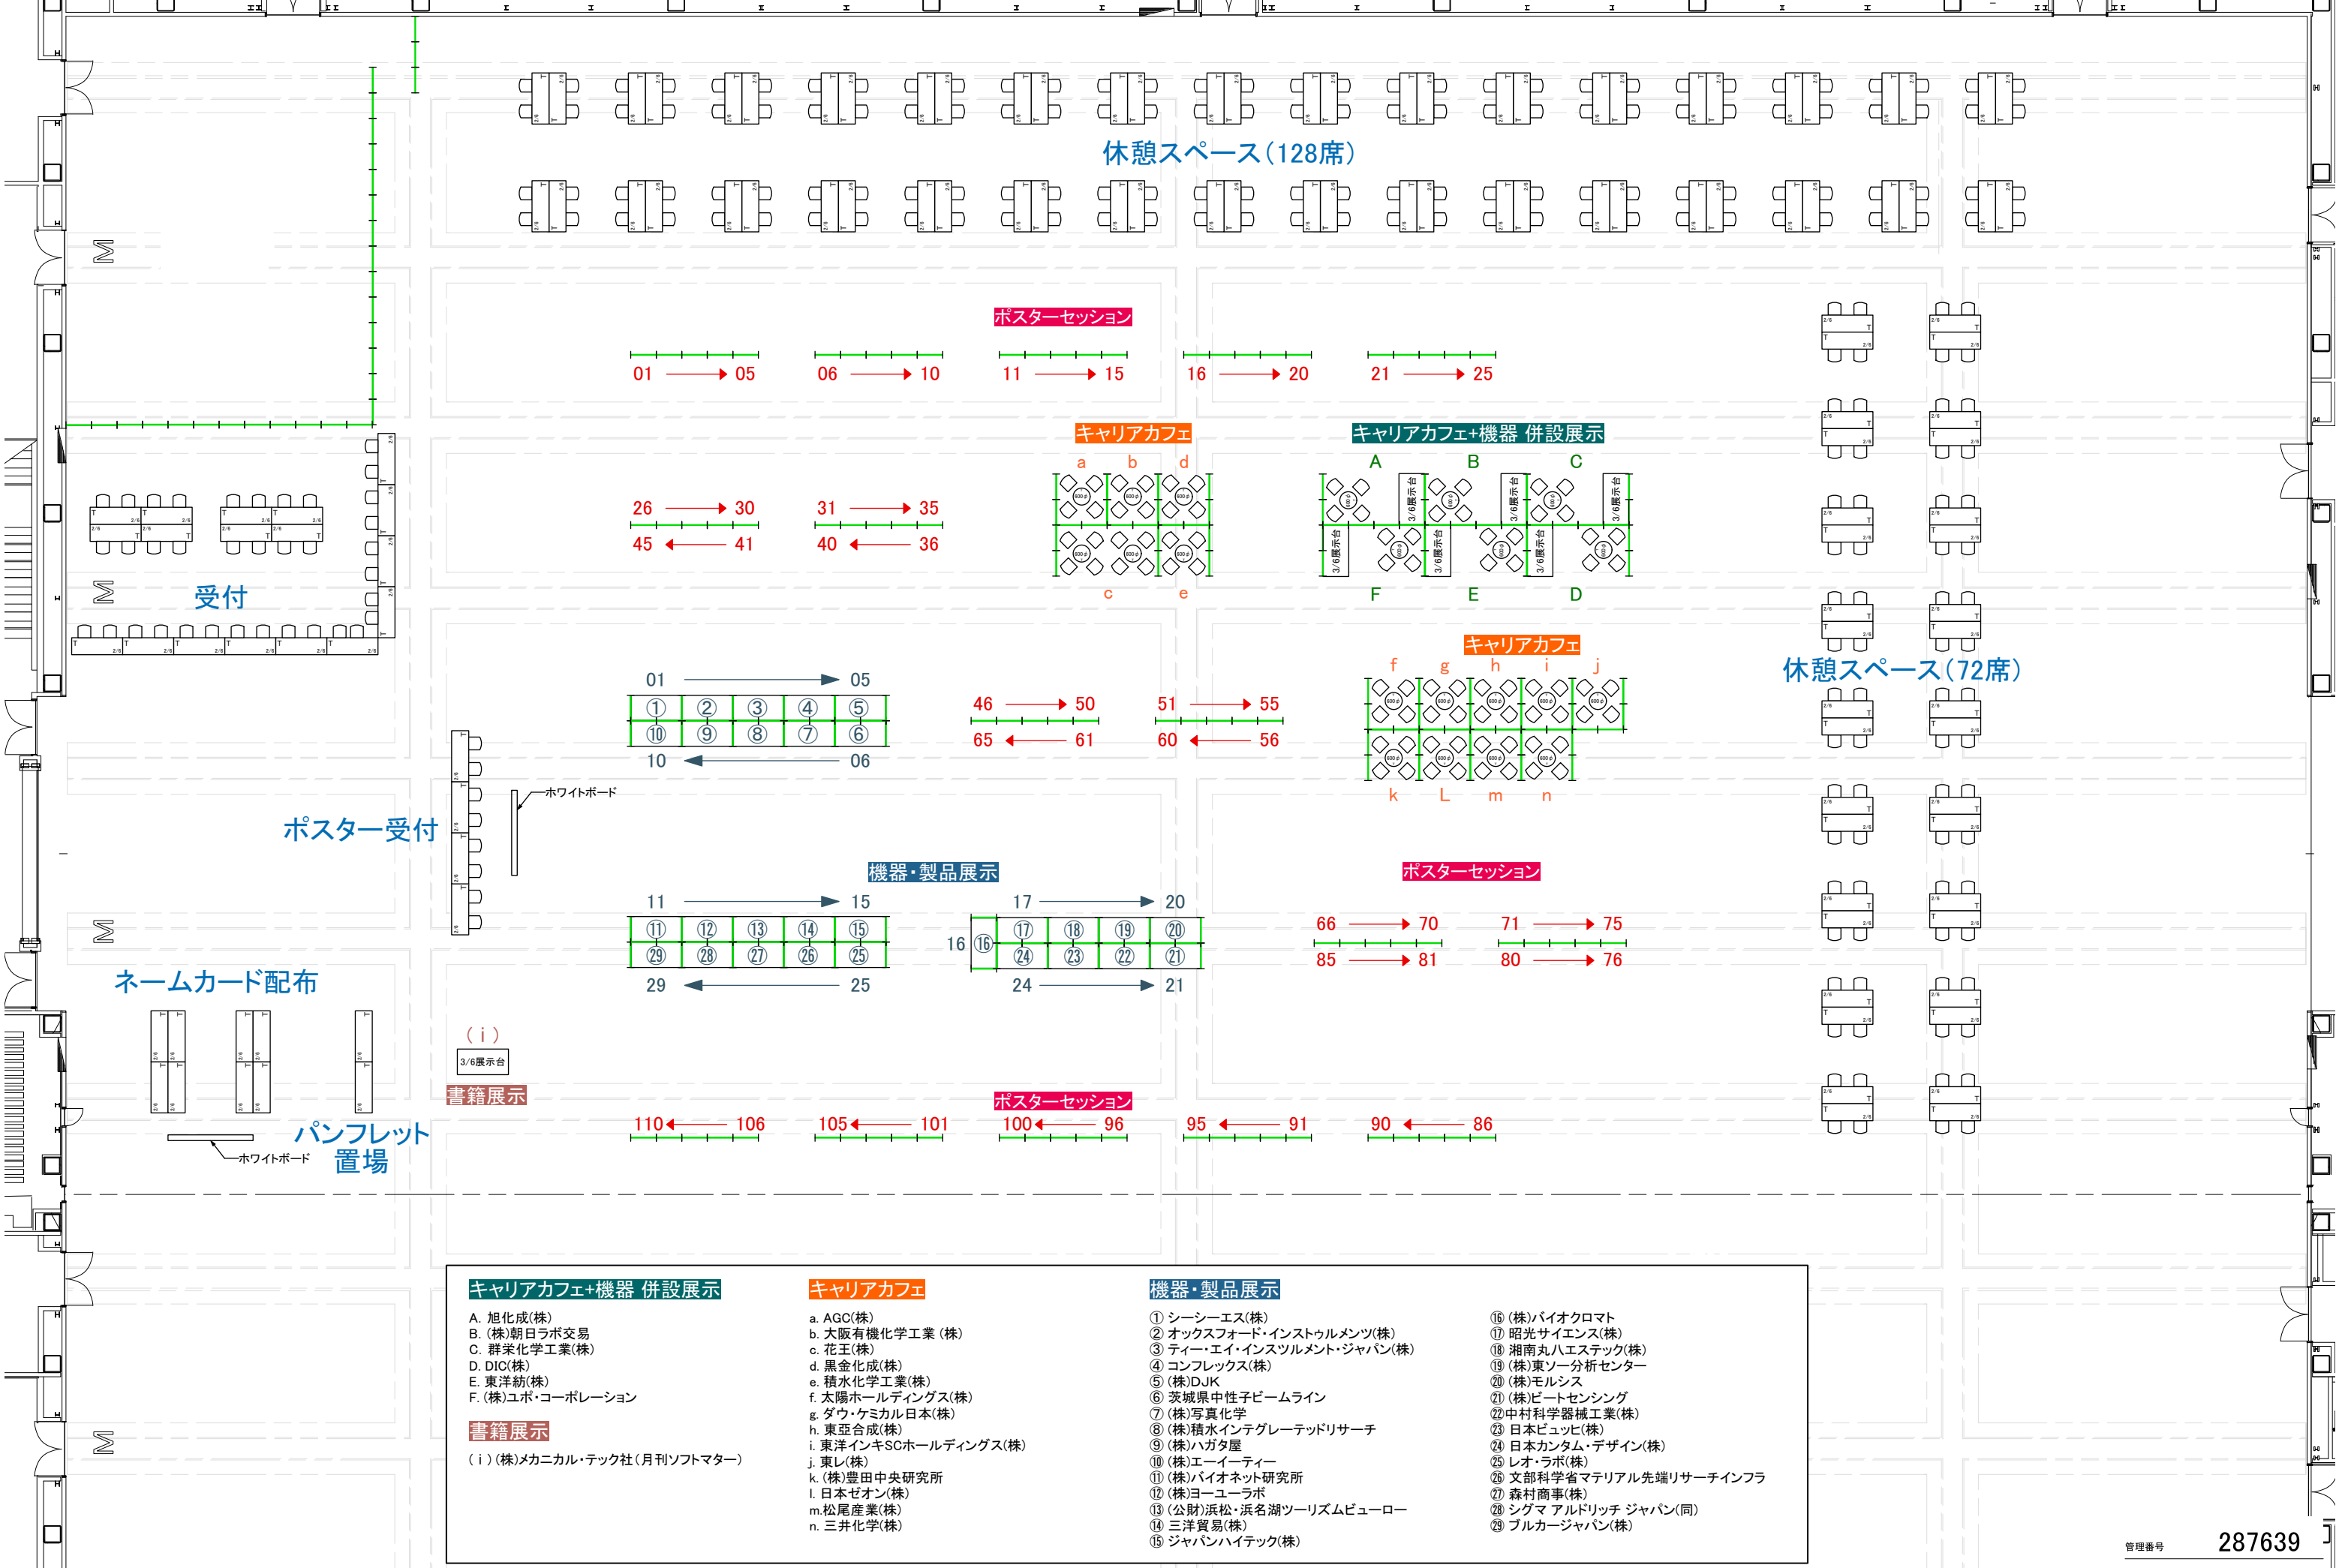 休憩スペース(128席)
ポスターセッション
01 → 05
06 → 10
11 → 15
16 → 20
21 → 25
キャリアカフェ
キャリアカフェ+機器 併設展示
a b d
A B C
26 → 30
31 → 35
45 ← 41
40 ← 36
3/6展示台 3/6展示台 3/6展示台
3/6展示台 3/6展示台 3/6展示台
c e
F E D
受付
キャリアカフェ
f g h i j
休憩スペース(72席)
01 → 05
① ② ③ ④ ⑤
⑩ ⑨ ⑧ ⑦ ⑥
10 ← 06
46 → 50
51 → 55
65 ← 61
60 ← 56
k L m n
ホワイトボード
ポスター受付
機器・製品展示
ポスターセッション
11 → 15
⑪ ⑫ ⑬ ⑭ ⑮
㉙ ㉘ ㉗ ㉖ ㉕
29 ← 25
17 → 20
16 ⑯ ⑰ ⑱ ⑲ ⑳
㉔ ㉓ ㉒ ㉑
24 → 21
66 → 70
71 → 75
85 → 81
80 → 76
ネームカード配布
(i)
3/6展示台
書籍展示
ポスターセッション
110 ← 106
105 ← 101
100 ← 96
95 ← 91
90 ← 86
パンフレット
置場
ホワイトボード
キャリアカフェ+機器 併設展示
A. 旭化成(株)
B. (株)朝日ラボ交易
C. 群栄化学工業(株)
D. DIC(株)
E. 東洋紡(株)
F. (株)ユポ・コーポレーション
書籍展示
(i)(株)メカニカル・テック社(月刊ソフトマター)
キャリアカフェ
a. AGC(株)
b. 大阪有機化学工業 (株)
c. 花王(株)
d. 黒金化成(株)
e. 積水化学工業(株)
f. 太陽ホールディングス(株)
g. ダウ・ケミカル日本(株)
h. 東亞合成(株)
i. 東洋インキSCホールディングス(株)
j. 東レ(株)
k. (株)豊田中央研究所
l. 日本ゼオン(株)
m.松尾産業(株)
n. 三井化学(株)
機器・製品展示
① シーシーエス(株)
② オックスフォード・インストゥルメンツ(株)
③ ティー・エイ・インスツルメント・ジャパン(株)
④ コンフレックス(株)
⑤ (株)DJK
⑥ 茨城県中性子ビームライン
⑦ (株)写真化学
⑧ (株)積水インテグレーテッドリサーチ
⑨ (株)ハガタ屋
⑩ (株)エーイーティー
⑪ (株)バイオネット研究所
⑫ (株)ヨーユーラボ
⑬ (公財)浜松・浜名湖ツーリズムビューロー
⑭ 三洋貿易(株)
⑮ ジャパンハイテック(株)
⑯ (株)バイオクロマト
⑰ 昭光サイエンス(株)
⑱ 湘南丸八エステック(株)
⑲ (株)東ソー分析センター
⑳ (株)モルシス
㉑ (株)ビートセンシング
㉒中村科学器械工業(株)
㉓ 日本ビュッヒ(株)
㉔ 日本カンタム・デザイン(株)
㉕ レオ・ラボ(株)
㉖ 文部科学省マテリアル先端リサーチインフラ
㉗ 森村商事(株)
㉘ シグマ アルドリッチ ジャパン(同)
㉙ ブルカージャパン(株)
管理番号 287639